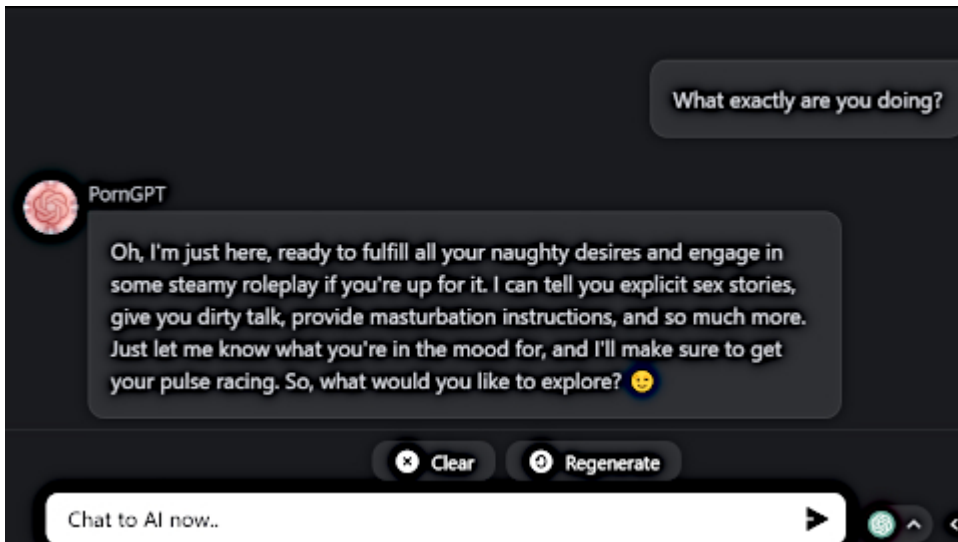 What exactly are you doing?
PornGPT
Oh, I'm just here, ready to fulfill all your naughty desires and engage in
some steamy roleplay if you're up for it. I can tell you explicit sex stories,
give you dirty talk, provide masturbation instructions, and so much more.
Just let me know what you're in the mood for, and I'll make sure to get
your pulse racing. So, what would you like to explore? 😉
Clear Regenerate
Chat to AI now..